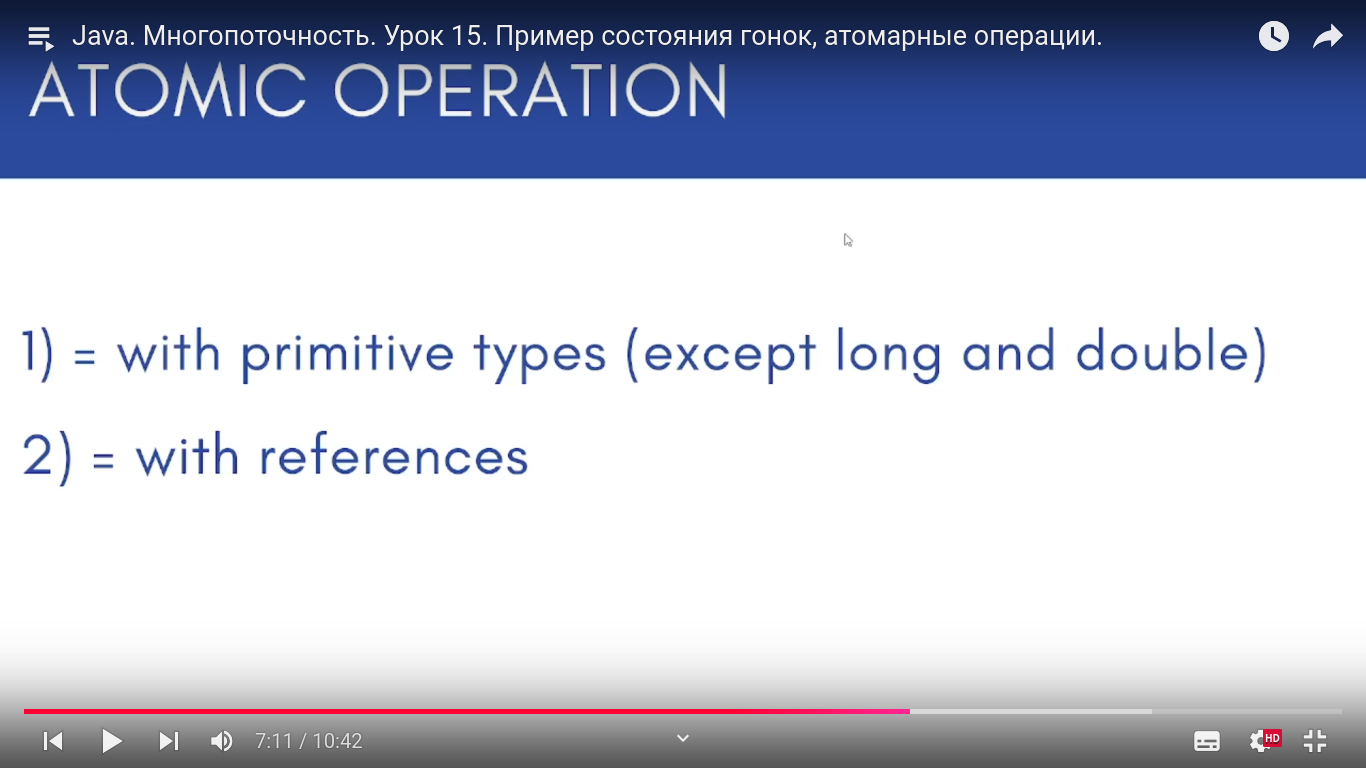 Java. Многопоточность. Урок 15. Пример состояния гонок, атомарные операции.
ATOMIC OPERATION
1) = with primitive types (except long and double)
2) = with references
7:11 / 10:42
HD